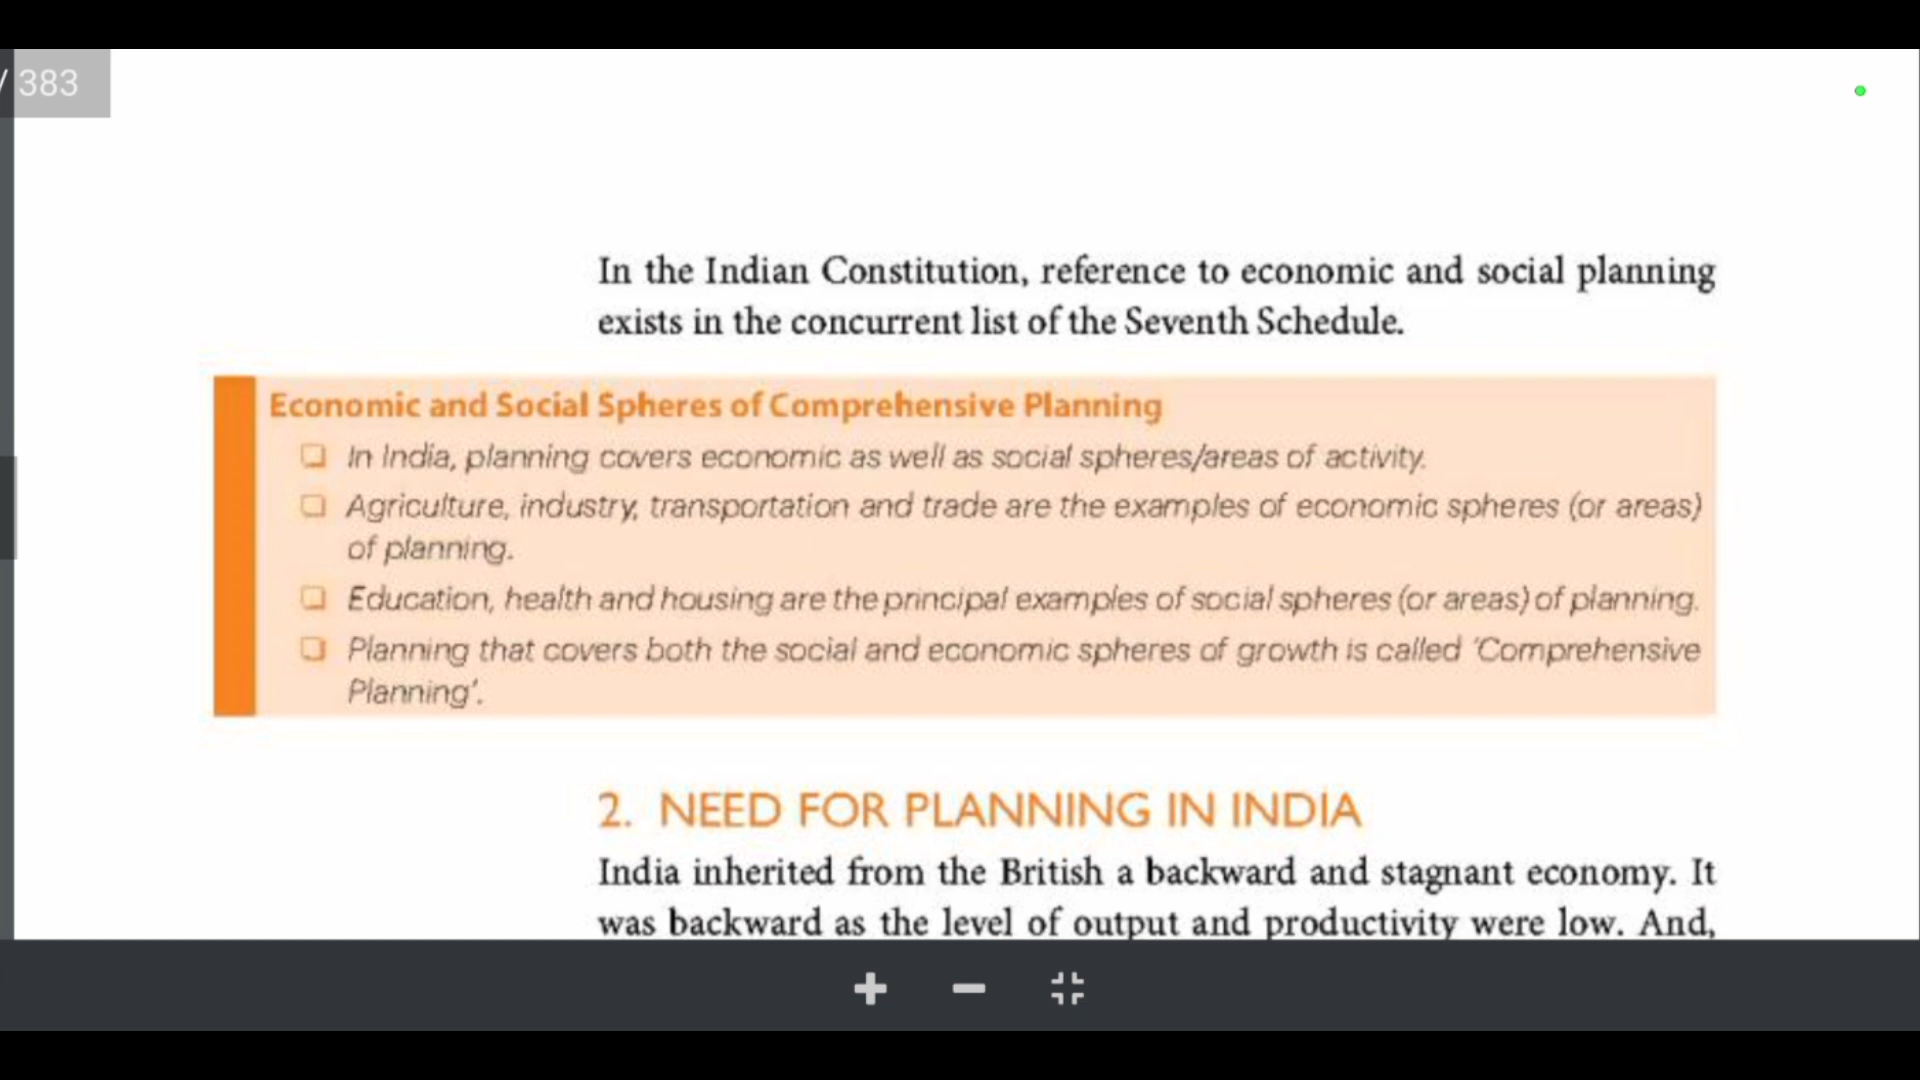 / 383
In the Indian Constitution, reference to economic and social planning
exists in the concurrent list of the Seventh Schedule.
Economic and Social Spheres of Comprehensive Planning
❑ In India, planning covers economic as well as social spheres/areas of activity.
❑ Agriculture, industry, transportation and trade are the examples of economic spheres (or areas)
of planning.
❑ Education, health and housing are the principal examples of social spheres (or areas) of planning.
❑ Planning that covers both the social and economic spheres of growth is called ‘Comprehensive
Planning’.
2. NEED FOR PLANNING IN INDIA
India inherited from the British a backward and stagnant economy. It
was backward as the level of output and productivity were low. And,